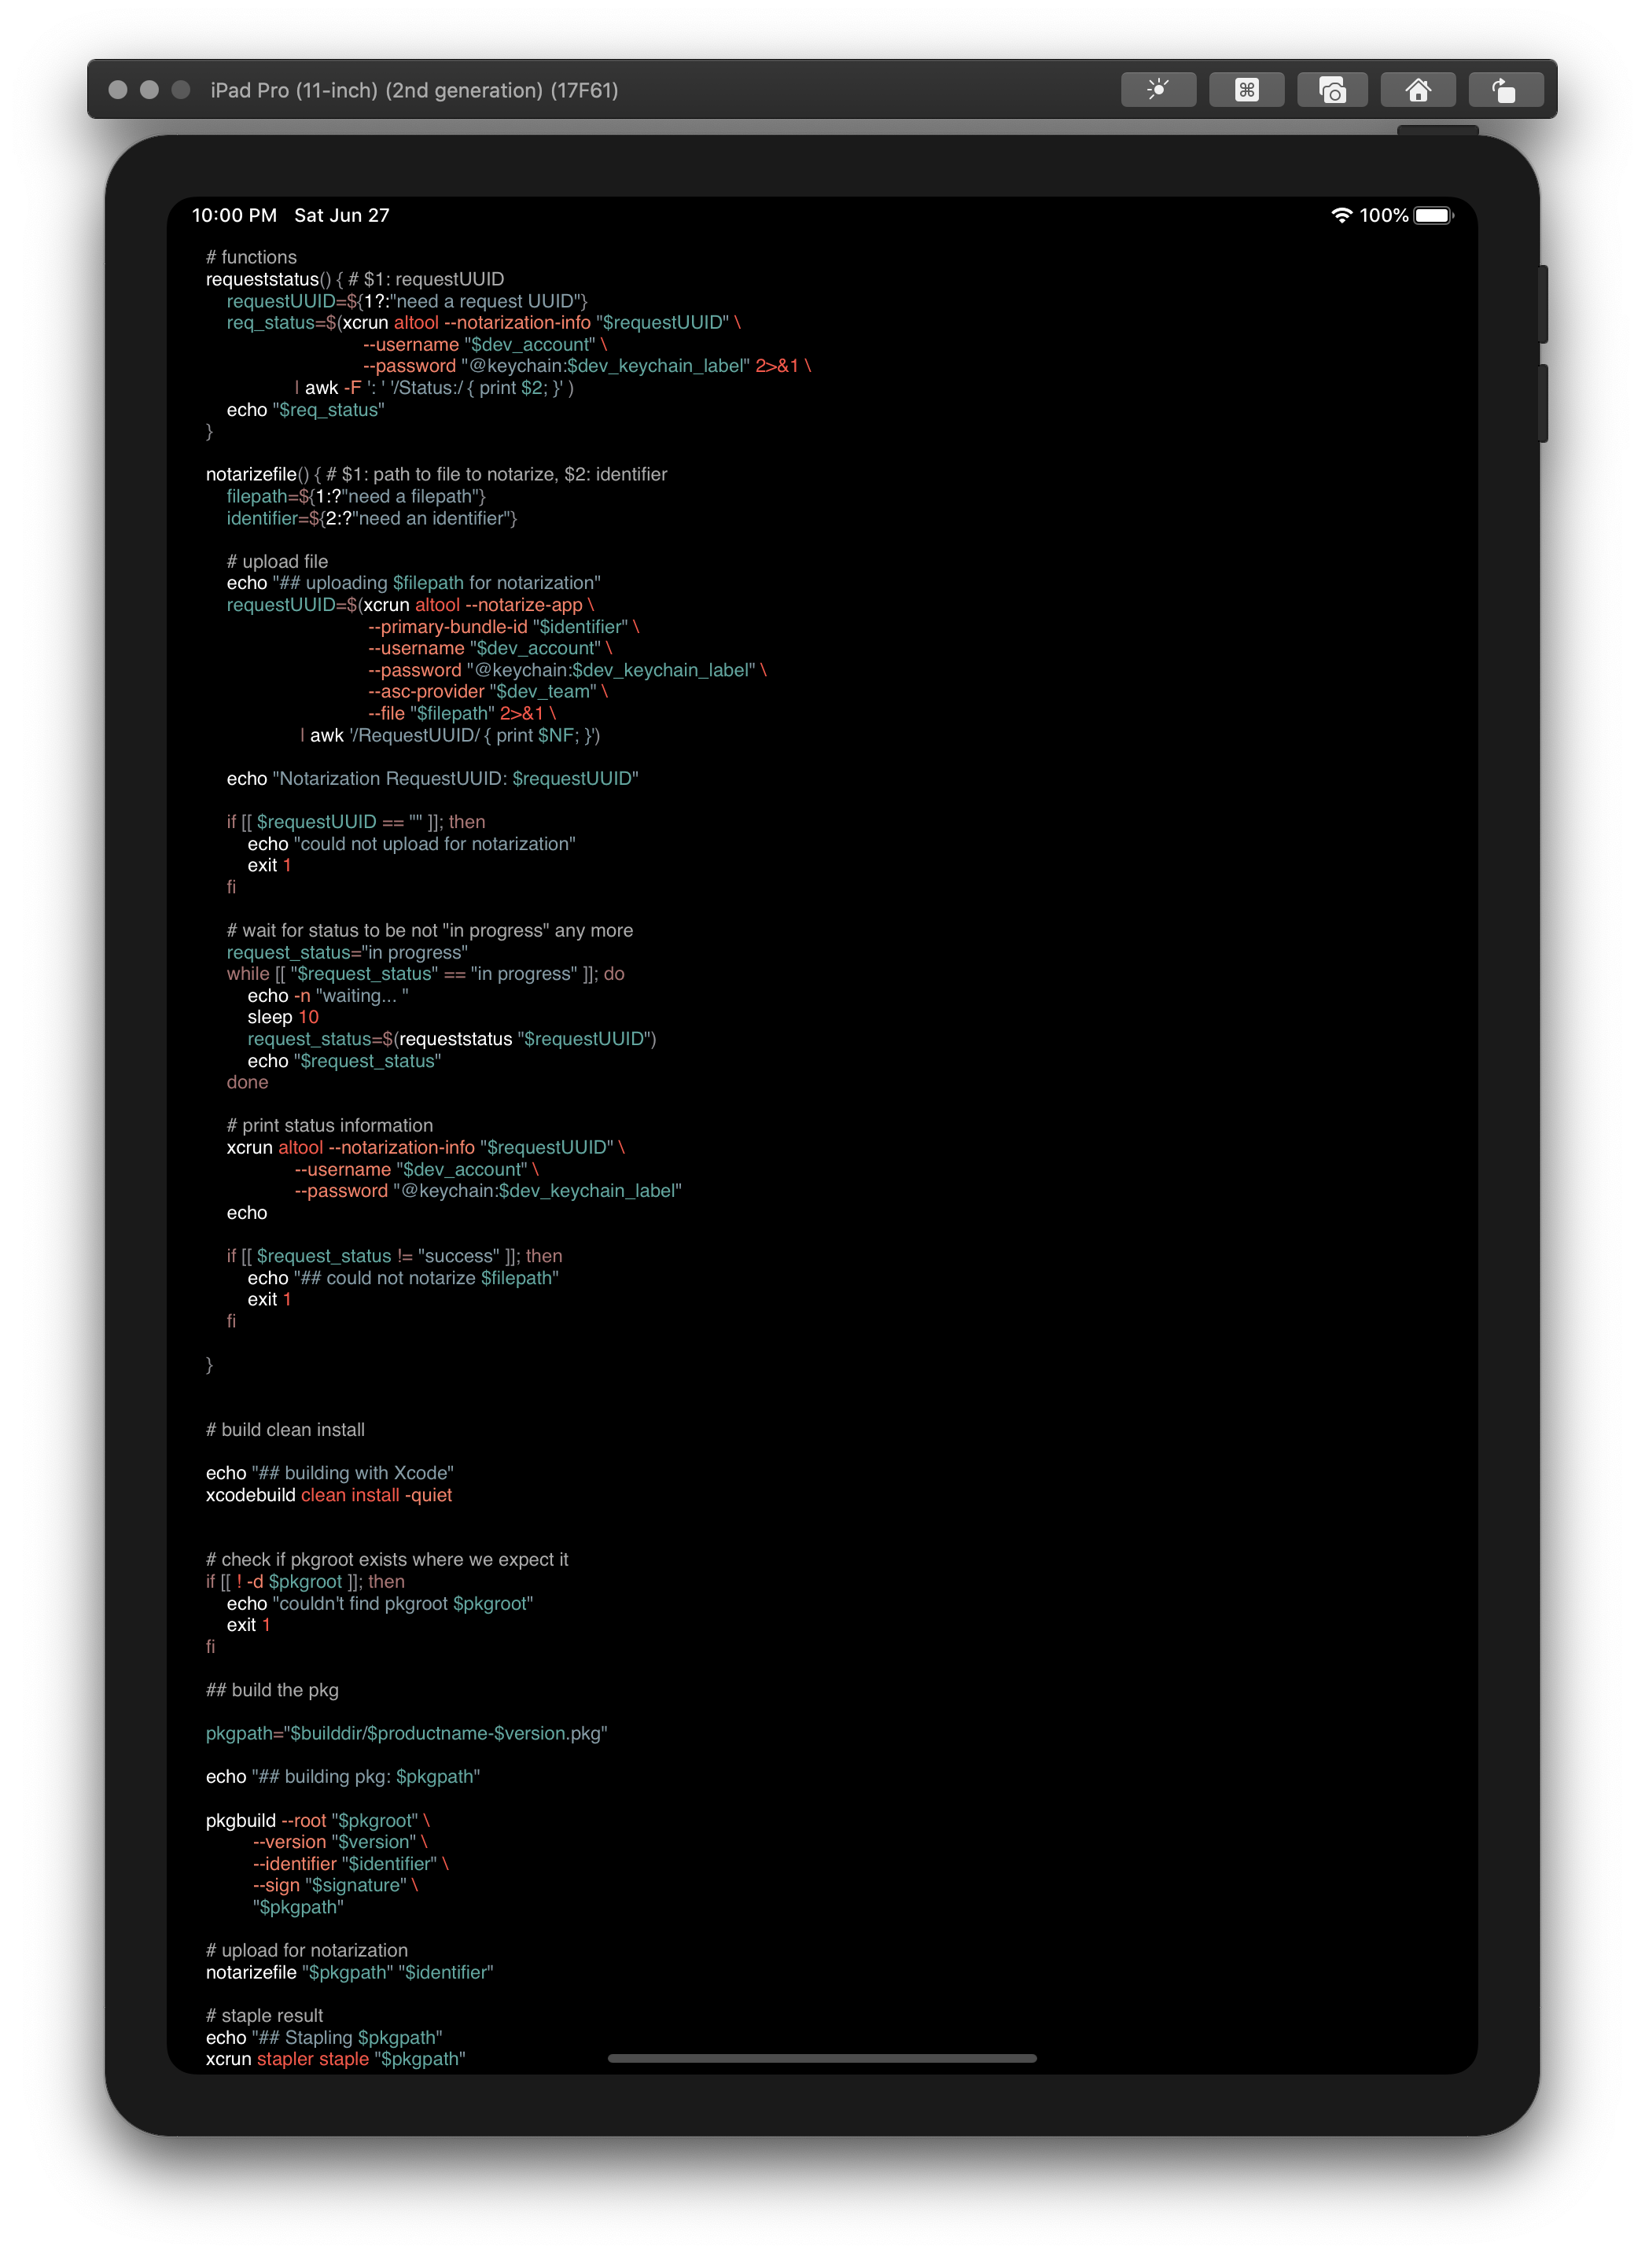 iPad Pro (11-inch) (2nd generation) (17F61)
10:00 PM Sat Jun 27
100%
# functions
requeststatus() { # $1: requestUUID
requestUUID=${1?:"need a request UUID"}
req_status=$(xcrun altool --notarization-info "$requestUUID" \
--username "$dev_account" \
--password "@keychain:$dev_keychain_label" 2>&1 \
| awk -F ': ' '/Status:/ { print $2; }' )
echo "$req_status"
}
notarizefile() { # $1: path to file to notarize, $2: identifier
filepath=${1:?"need a filepath"}
identifier=${2:?"need an identifier"}
# upload file
echo "## uploading $filepath for notarization"
requestUUID=$(xcrun altool --notarize-app \
--primary-bundle-id "$identifier" \
--username "$dev_account" \
--password "@keychain:$dev_keychain_label" \
--asc-provider "$dev_team" \
--file "$filepath" 2>&1 \
| awk '/RequestUUID/ { print $NF; }')
echo "Notarization RequestUUID: $requestUUID"
if [[ $requestUUID == "" ]]; then
echo "could not upload for notarization"
exit 1
fi
# wait for status to be not "in progress" any more
request_status="in progress"
while [[ "$request_status" == "in progress" ]]; do
echo -n "waiting... "
sleep 10
request_status=$(requeststatus "$requestUUID")
echo "$request_status"
done
# print status information
xcrun altool --notarization-info "$requestUUID" \
--username "$dev_account" \
--password "@keychain:$dev_keychain_label"
echo
if [[ $request_status != "success" ]]; then
echo "## could not notarize $filepath"
exit 1
fi
}
# build clean install
echo "## building with Xcode"
xcodebuild clean install -quiet
# check if pkgroot exists where we expect it
if [[ ! -d $pkgroot ]]; then
echo "couldn't find pkgroot $pkgroot"
exit 1
fi
## build the pkg
pkgpath="$builddir/$productname-$version.pkg"
echo "## building pkg: $pkgpath"
pkgbuild --root "$pkgroot" \
--version "$version" \
--identifier "$identifier" \
--sign "$signature" \
"$pkgpath"
# upload for notarization
notarizefile "$pkgpath" "$identifier"
# staple result
echo "## Stapling $pkgpath"
xcrun stapler staple "$pkgpath"